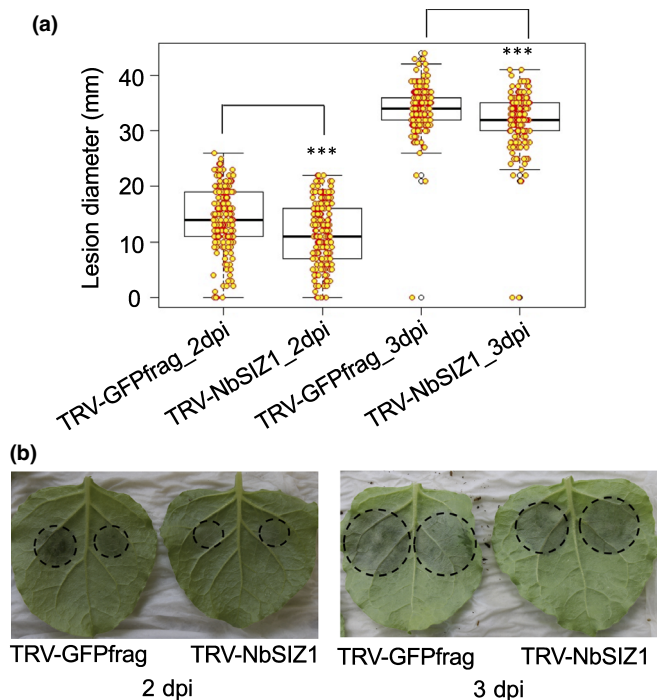 (a)
Lesion diameter (mm)
40
30
20
10
0
***
***
TRV-GFPfrag_2dpi
TRV-NbSIZ1_2dpi
TRV-GFPfrag_3dpi
TRV-NbSIZ1_3dpi
(b)
TRV-GFPfrag TRV-NbSIZ1
2 dpi
TRV-GFPfrag TRV-NbSIZ1
3 dpi